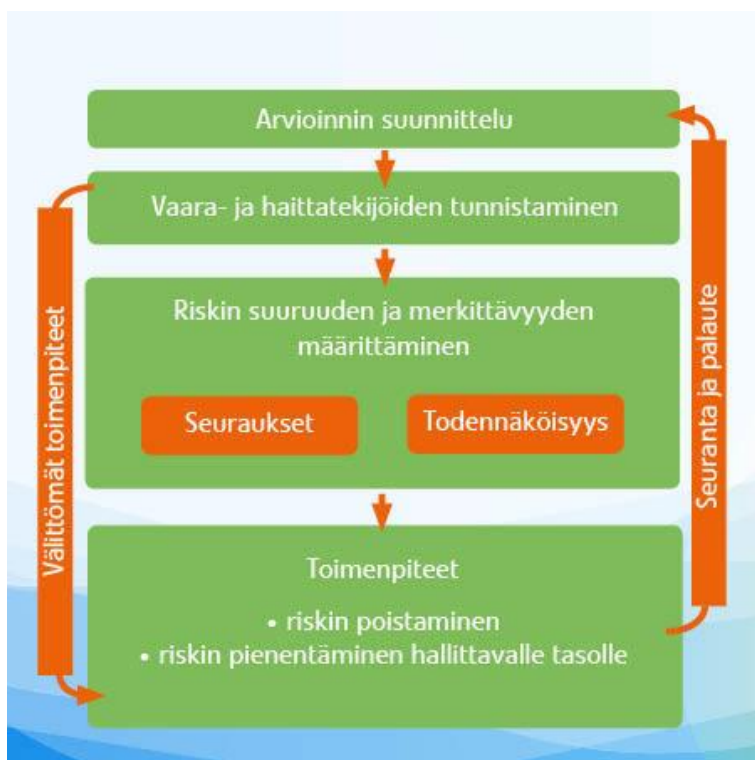 Arvioinnin suunnittelu
Vaara- ja haittatekijöiden tunnistaminen
Riskin suuruuden ja merkittävyyden
määrittäminen
Seuraukset
Todennäköisyys
Toimenpiteet
• riskin poistaminen
• riskin pienentäminen hallittavalle tasolle
Välittömät toimenpiteet
Seuranta ja palaute